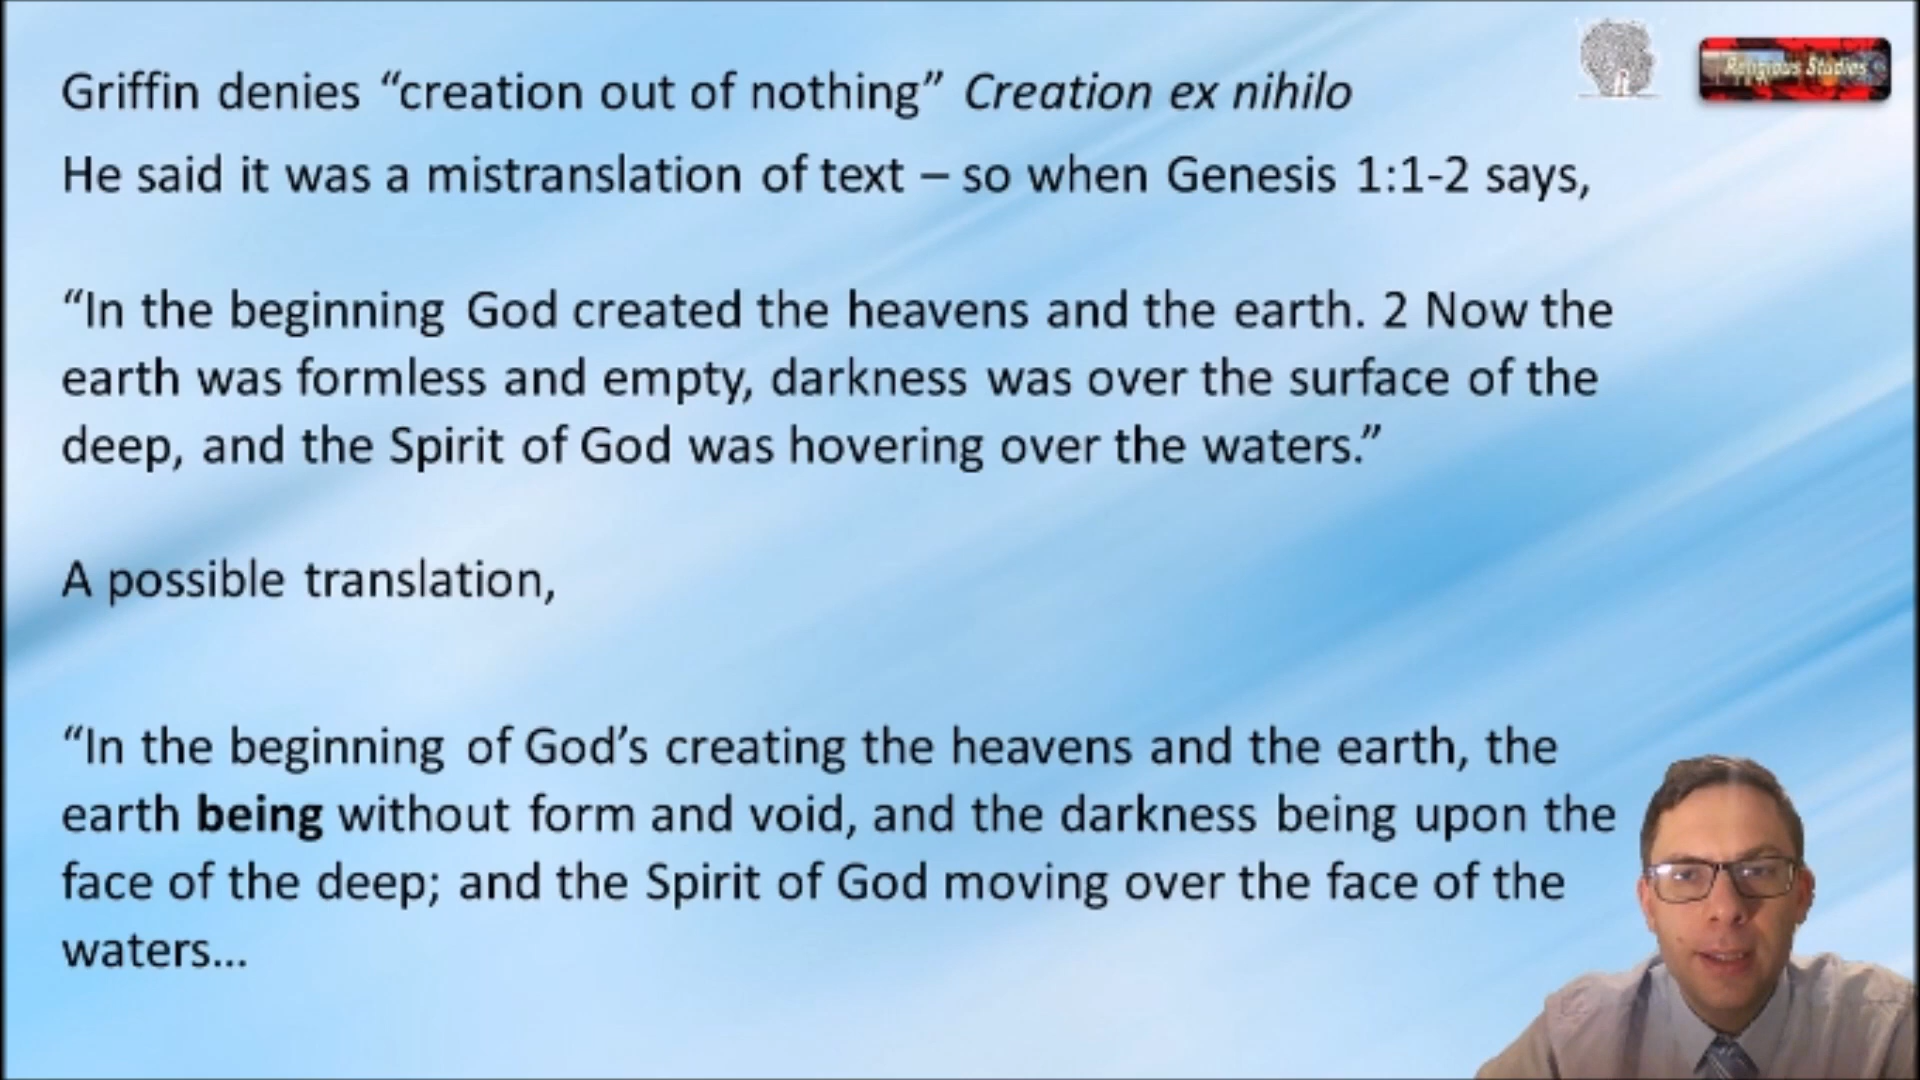 Griffin denies “creation out of nothing” Creation ex nihilo
Religious Studies
He said it was a mistranslation of text – so when Genesis 1:1-2 says,
“In the beginning God created the heavens and the earth. 2 Now the
earth was formless and empty, darkness was over the surface of the
deep, and the Spirit of God was hovering over the waters.”
A possible translation,
“In the beginning of God’s creating the heavens and the earth, the
earth being without form and void, and the darkness being upon the
face of the deep; and the Spirit of God moving over the face of the
waters...